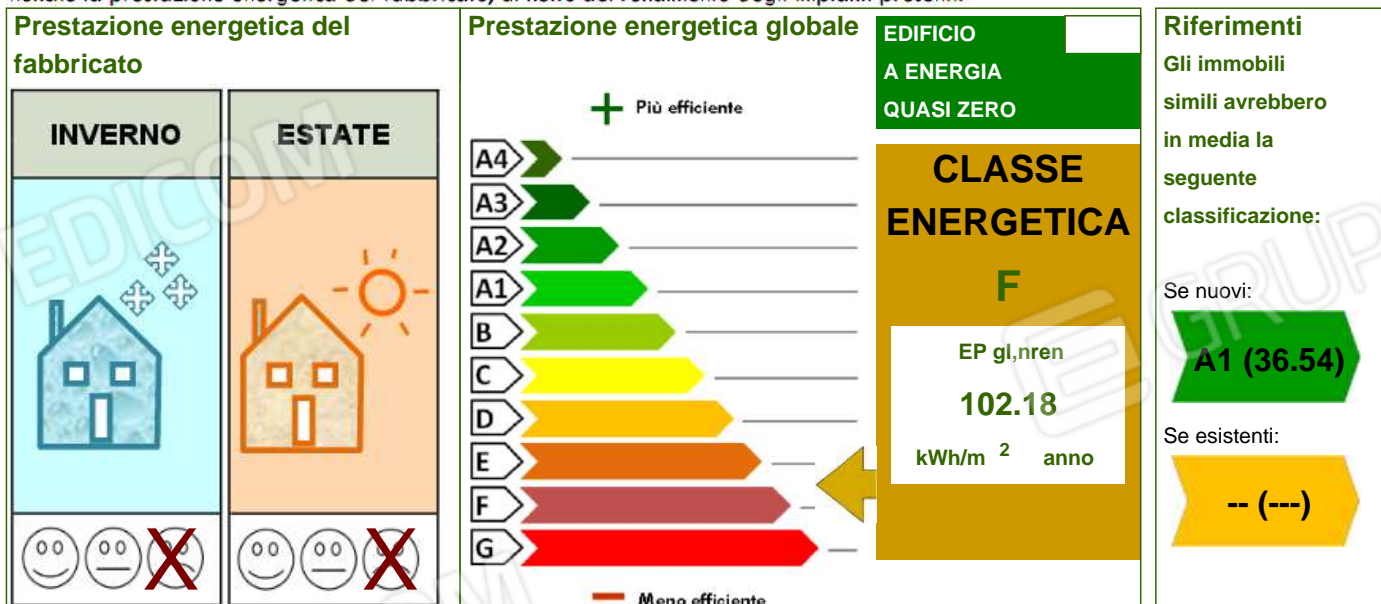 Prestazione energetica del
fabbricato
INVERNO
ESTATE
Prestazione energetica globale
Più efficiente
A4
A3
A2
A1
B
C
D
E
F
G
Meno efficiente
EDIFICIO
A ENERGIA
QUASI ZERO
CLASSE
ENERGETICA
F
EP gl,nren
102.18
kWh/m 2 anno
Riferimenti
Gli immobili
simili avrebbero
in media la
seguente
classificazione:
Se nuovi:
A1 (36.54)
Se esistenti:
-- (---)
EDICOM
GRUP